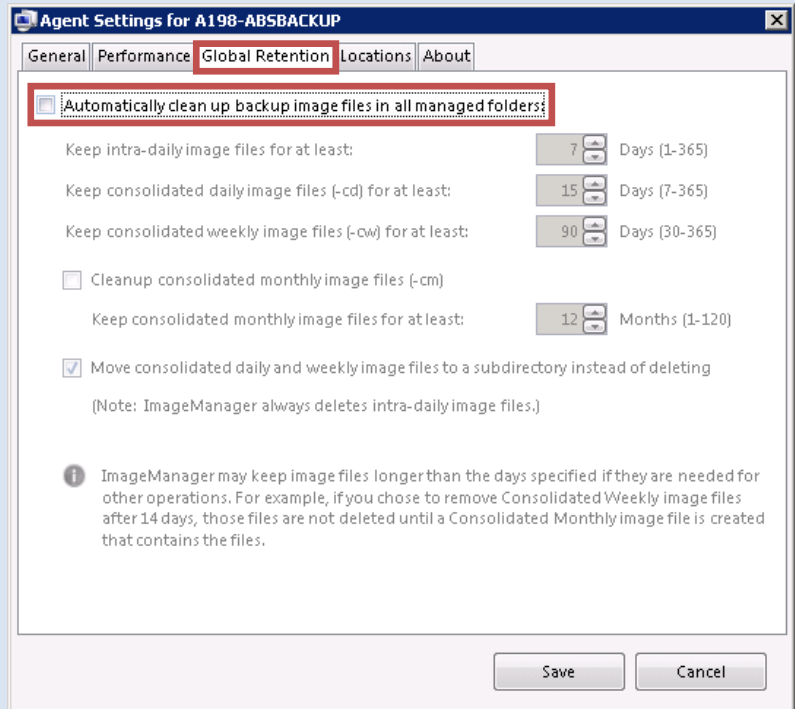 Agent Settings for A198-ABSBACKUP
General Performance Global Retention Locations About
Automatically clean up backup image files in all managed folders:
Keep intra-daily image files for at least: 7 Days (1-365)
Keep consolidated daily image files (-cd) for at least: 15 Days (7-365)
Keep consolidated weekly image files (-cw) for at least: 90 Days (30-365)
Cleanup consolidated monthly image files (-cm)
Keep consolidated monthly image files for at least: 12 Months (1-120)
Move consolidated daily and weekly image files to a subdirectory instead of deleting
(Note: ImageManager always deletes intra-daily image files.)
ImageManager may keep image files longer than the days specified if they are needed for
other operations. For example, if you chose to remove Consolidated Weekly image files
after 14 days, those files are not deleted until a Consolidated Monthly image file is created
that contains the files.
Save Cancel